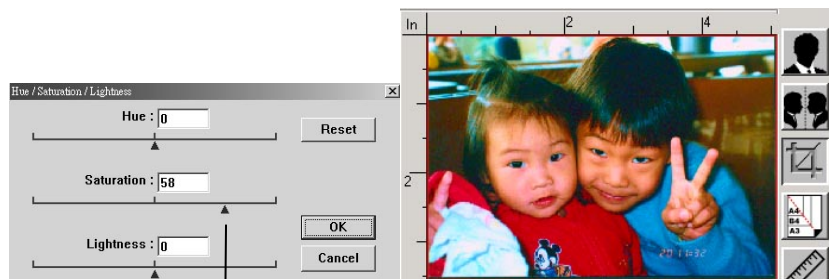 Hue / Saturation / Lightness
Hue : 0
Reset
Saturation : 58
OK
Lightness : 0
Cancel
In
2
4
2
A4
B4
A3